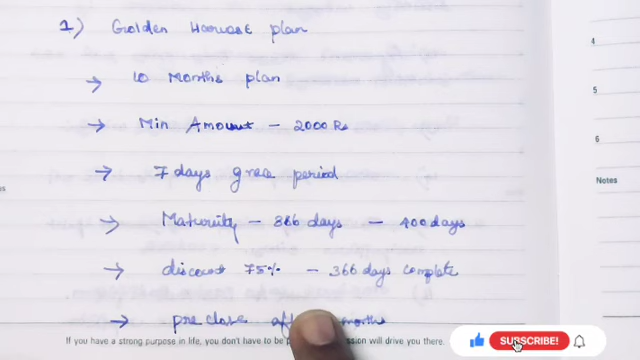 1) Golden Harvest plan
→ 10 Months plan
→ Min Amount - 2000 Rs
→ 7 days grace period
→ Maturity - 366 days - 400 days
→ discount 75% - 366 days complete
→ pre close months
If you have a strong purpose in life, you don't have to be will drive you there.
4
5
6
Notes
SUBSCRIBE!